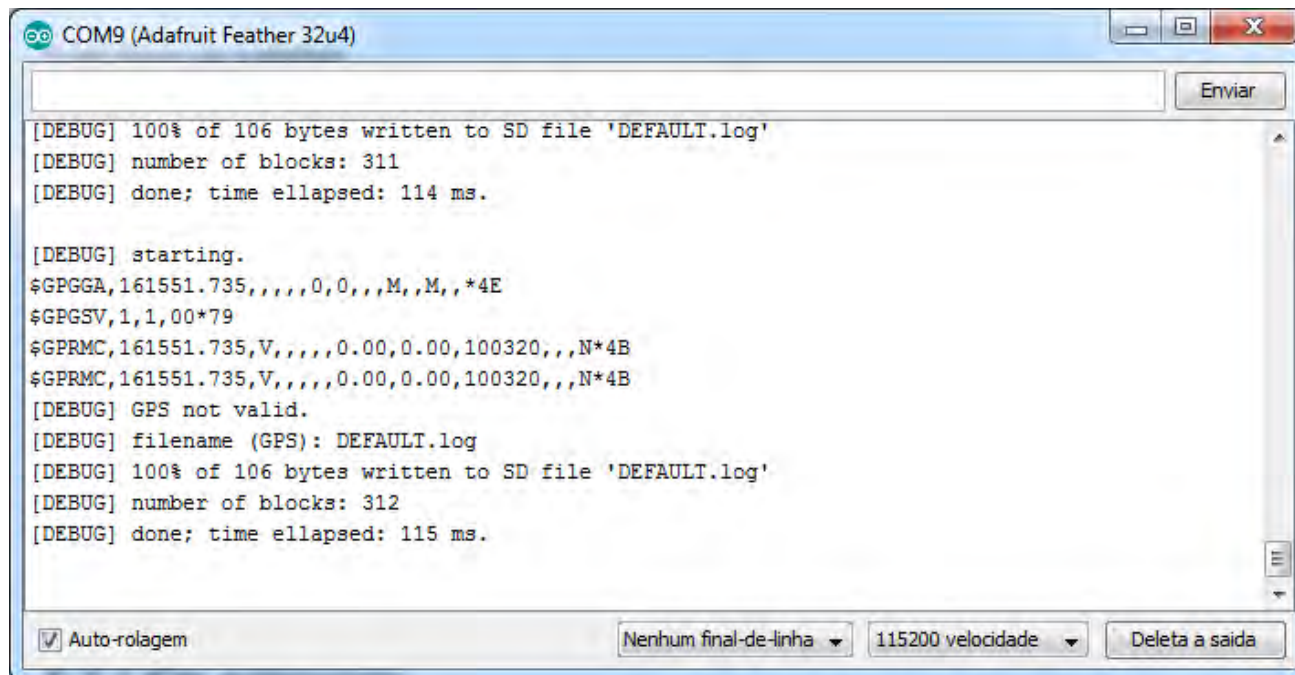 COM9 (Adafruit Feather 32u4)
Enviar
[DEBUG] 100% of 106 bytes written to SD file 'DEFAULT.log'
[DEBUG] number of blocks: 311
[DEBUG] done; time ellapsed: 114 ms.
[DEBUG] starting.
$GPGGA,161551.735,,,,,0,0,,,M,,M,,*4E
$GPGSV,1,1,00*79
$GPRMC,161551.735,V,,,,,0.00,0.00,100320,,,N*4B
$GPRMC,161551.735,V,,,,,0.00,0.00,100320,,,N*4B
[DEBUG] GPS not valid.
[DEBUG] filename (GPS): DEFAULT.log
[DEBUG] 100% of 106 bytes written to SD file 'DEFAULT.log'
[DEBUG] number of blocks: 312
[DEBUG] done; time ellapsed: 115 ms.
Auto-rolagem
Nenhum final-de-linha
115200 velocidade
Deleta a saida